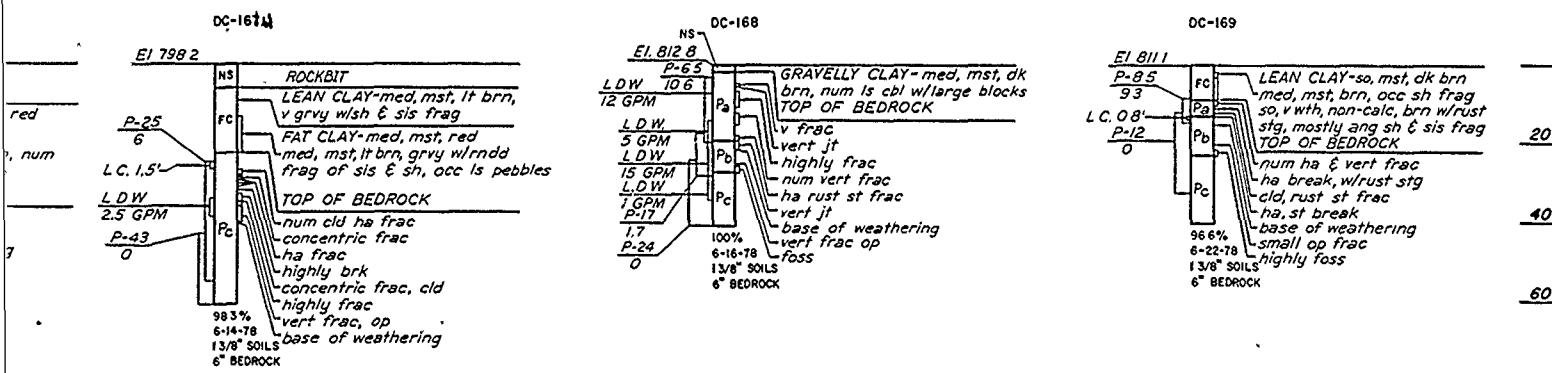 red
, num
DC-167
El 798 2
NS
ROCKBIT
LEAN CLAY-med, mst, lt brn,
v grvy w/sh & sls frag
FC
FAT CLAY-med, mst, red
med, mst, lt brn, grvy w/rndd
frag of sls & sh, occ ls pebbles
P-25
6
L C. 1.5'
L D W
2.5 GPM
P-43
0
Pc
TOP OF BEDROCK
num cld ha frac
concentric frac
ha frac
highly brk
concentric frac, cld
highly frac
vert frac, op
base of weathering
98 3%
6-14-78
1 3/8" SOILS
6" BEDROCK
DC-168
NS
El. 812 8
P-6 5
10 6
L D W
12 GPM
L D W.
5 GPM
L D W
15 GPM
L. D W
1 GPM
P-17
1.7
P-24
0
Pa
Pb
Pc
GRAVELLY CLAY-med, mst, dk
brn, num ls cbl w/large blocks
TOP OF BEDROCK
v frac
vert jt
highly frac
num vert frac
ha rust st frac
vert jt
base of weathering
vert frac op
foss
100%
6-16-78
1 3/8" SOILS
6" BEDROCK
DC-169
El 811 1
P-8 5
9 3
L C. 0 8'
P-12
0
FC
Pa
Pb
Pc
LEAN CLAY-so, mst, dk brn
med, mst, brn, occ sh frag
so, v wth, non-calc, brn w/rust
stg, mostly ang sh & sls frag
TOP OF BEDROCK
num ha & vert frac
ha break, w/rust stg
cld, rust st frac
ha, st break
base of weathering
small op frac
highly foss
96 6%
6-22-78
1 3/8" SOILS
6" BEDROCK
20
40
60